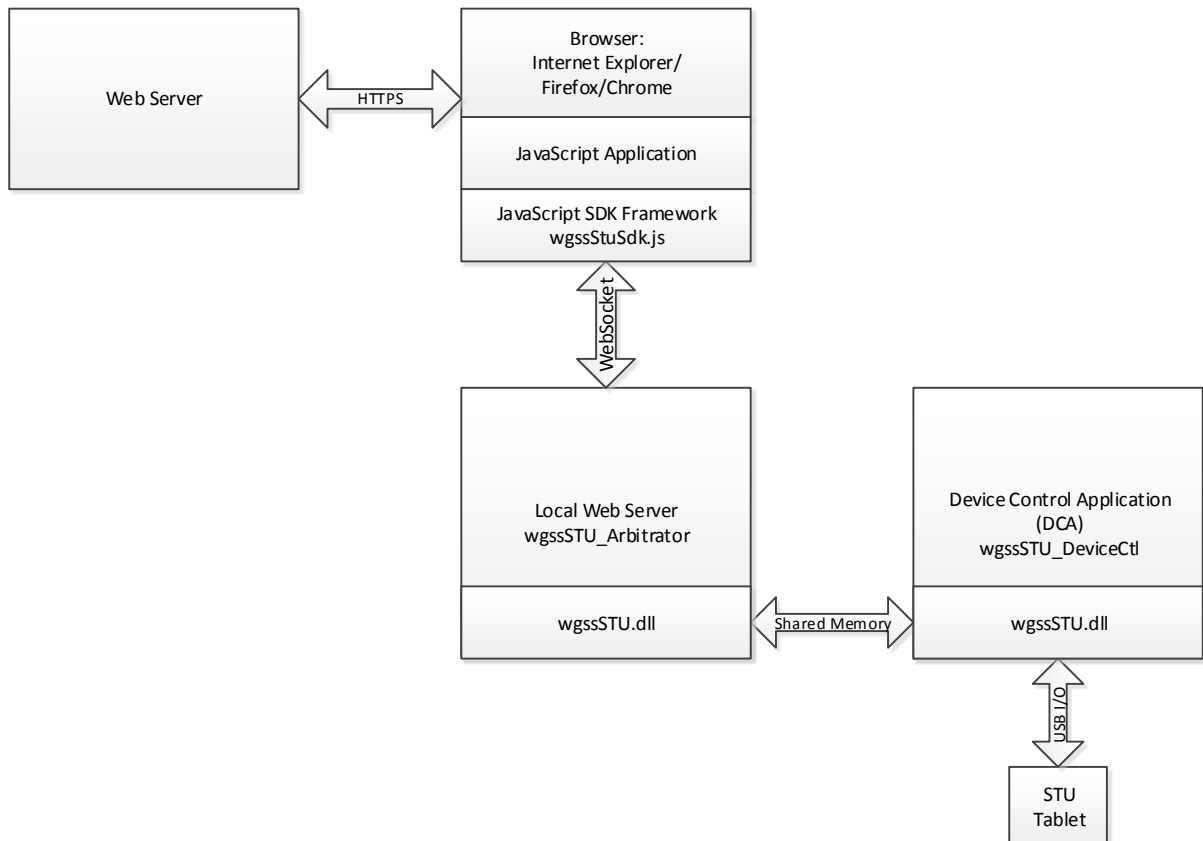 Web Server
HTTPS
Browser:
Internet Explorer/
Firefox/Chrome
JavaScript Application
JavaScript SDK Framework
wgssStuSdk.js
WebSocket
Local Web Server
wgssSTU_Arbitrator
wgssSTU.dll
Shared Memory
Device Control Application
(DCA)
wgssSTU_DeviceCtl
wgssSTU.dll
USB I/O
STU
Tablet